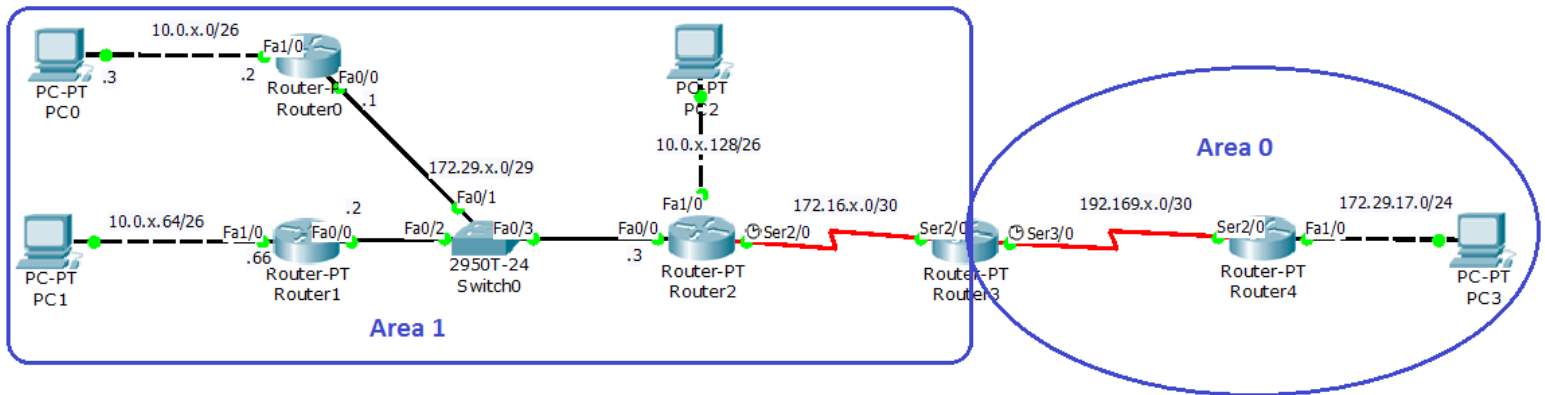 10.0.x.0/26
Fa1/0
.3
.2
PC-PT
PC0
Fa0/0
Router0
.1
172.29.x.0/29
Fa0/1
10.0.x.64/26
Fa1/0
.66
.2
Fa0/0
PC-PT
PC1
Router-PT
Router1
Fa0/2
Fa0/3
2950T-24
Switch0
PC2
10.0.x.128/26
Fa1/0
Fa0/0
.3
Ser2/0
Router-PT
Router2
172.16.x.0/30
Ser2/0
Ser3/0
Router-PT
Router3
Area 1
Area 0
192.169.x.0/30
Ser2/0
Fa1/0
Router-PT
Router4
172.29.17.0/24
PC-PT
PC3